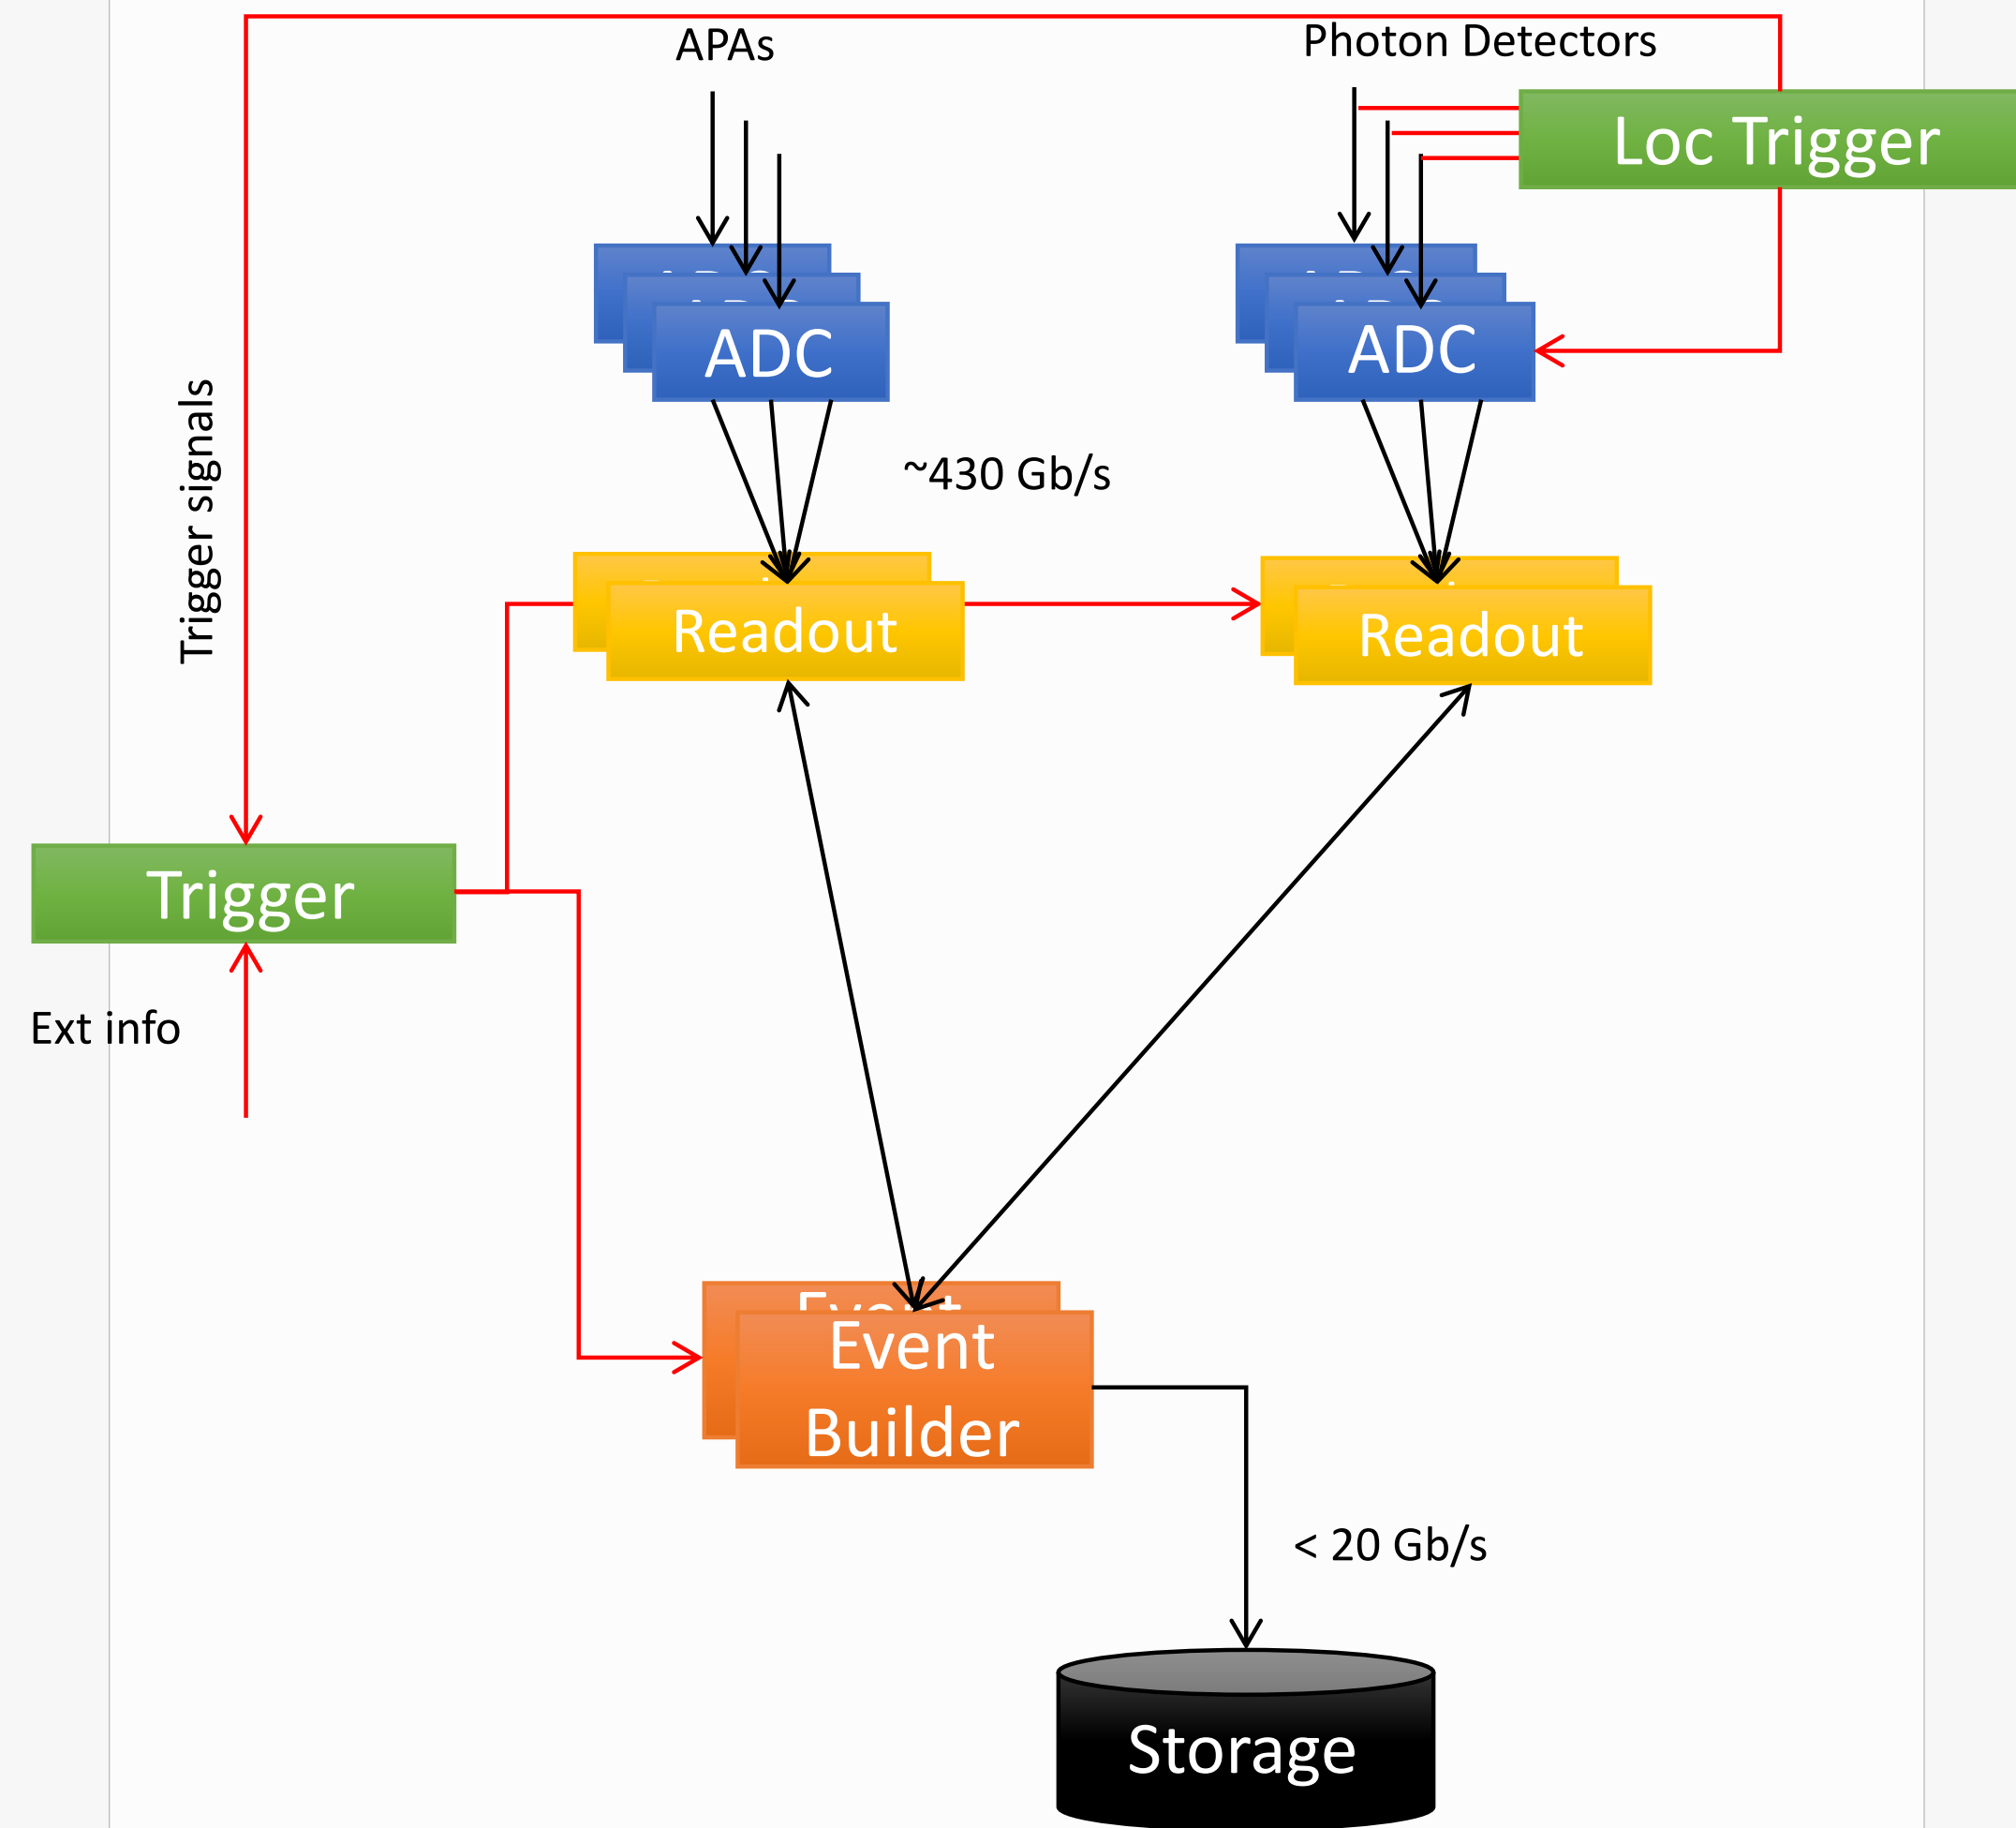 APAs
Photon Detectors
Loc Trigger
ADC
ADC
~430 Gb/s
Trigger signals
Readout
Readout
Trigger
Ext info
Event
Event
Builder
< 20 Gb/s
Storage